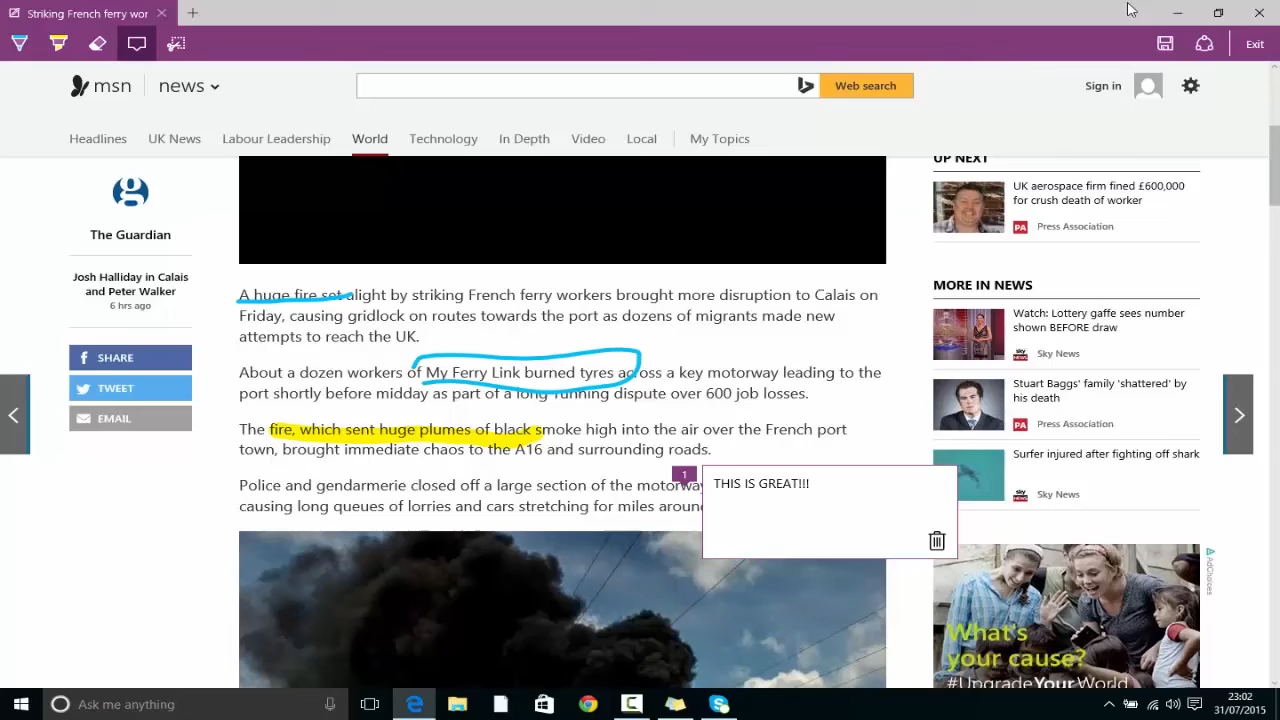 Striking French ferry wor
Exit
msn news
Web search
Sign in
Headlines UK News Labour Leadership World Technology In Depth Video Local My Topics
The Guardian
Josh Halliday in Calais
and Peter Walker
6 hrs ago
SHARE
TWEET
EMAIL
A huge fire set alight by striking French ferry workers brought more disruption to Calais on
Friday, causing gridlock on routes towards the port as dozens of migrants made new
attempts to reach the UK.
About a dozen workers of My Ferry Link burned tyres across a key motorway leading to the
port shortly before midday as part of a long-running dispute over 600 job losses.
The fire, which sent huge plumes of black smoke high into the air over the French port
town, brought immediate chaos to the A16 and surrounding roads.
Police and gendarmerie closed off a large section of the motorway
causing long queues of lorries and cars stretching for miles around
1
THIS IS GREAT!!!
UP NEXT
UK aerospace firm fined £600,000
for crush death of worker
PA Press Association
MORE IN NEWS
Watch: Lottery gaffe sees number
shown BEFORE draw
sky news Sky News
Stuart Baggs' family 'shattered' by
his death
PA Press Association
Surfer injured after fighting off shark
sky news Sky News
AdChoices
What's
your cause?
#UpgradeYourWorld
Ask me anything
23:02
31/07/2015